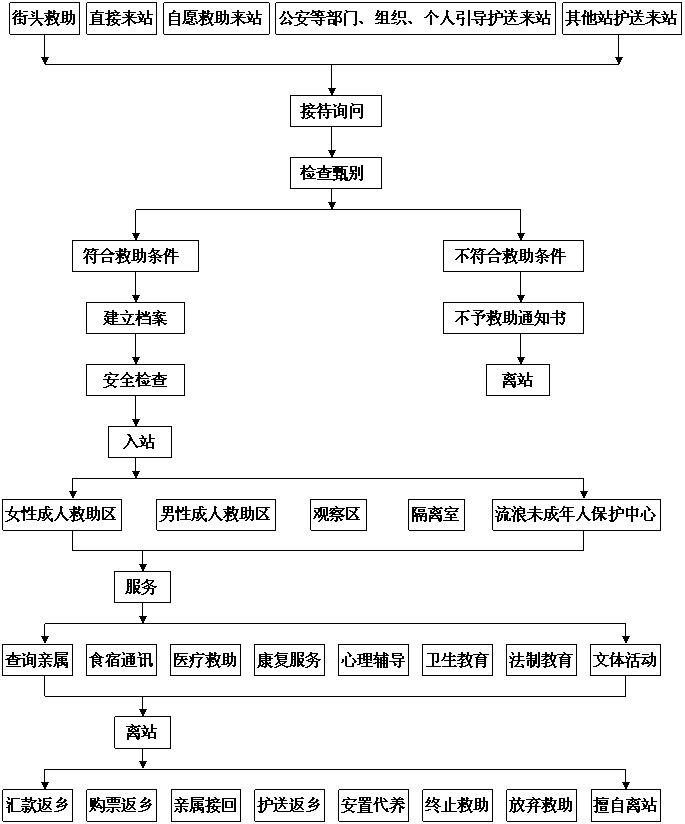 街头救助 直接来站 自愿救助来站 公安等部门、组织、个人引导护送来站 其他站护送来站
接待询问
检查甄别
符合救助条件 不符合救助条件
建立档案 不予救助通知书
安全检查 离站
入站
女性成人救助区 男性成人救助区 观察区 隔离室 流浪未成年人保护中心
服务
查询亲属 食宿通讯 医疗救助 康复服务 心理辅导 卫生教育 法制教育 文体活动
离站
汇款返乡 购票返乡 亲属接回 护送返乡 安置代养 终止救助 放弃救助 擅自离站